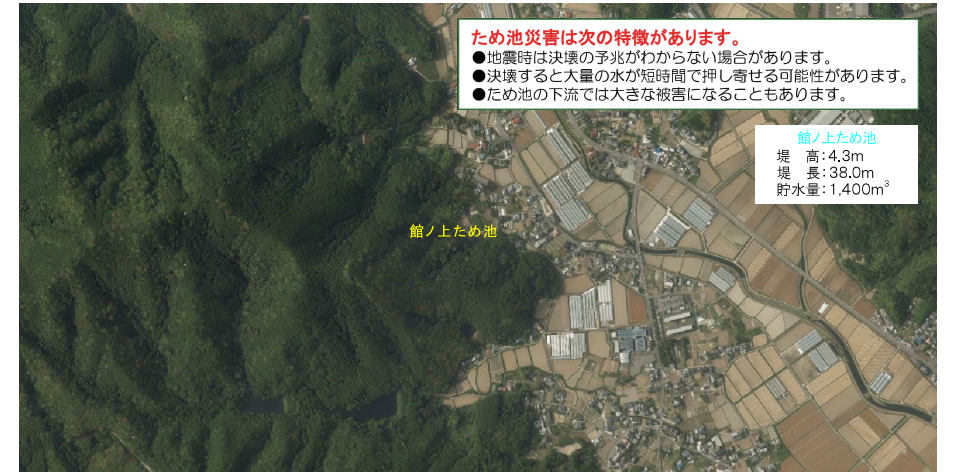 ため池災害は次の特徴があります。
●地震時は決壊の予兆がわからない場合があります。
●決壊すると大量の水が短時間で押し寄せる可能性があります。
●ため池の下流では大きな被害になることもあります。
館ノ上ため池
堤　高：4.3m
堤　長：38.0m
貯水量：1,400m³
館ノ上ため池